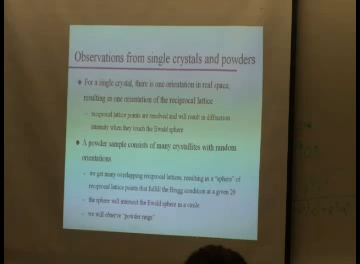 Observations from single crystals and powders
For a single crystal, there is one orientation in real space,
resulting in one orientation of the reciprocal lattice
– reciprocal lattice points are resolved and will result in diffraction
intensity when they touch the Ewald sphere
A powder sample consists of many crystallites with random
orientations
– we get many overlapping reciprocal lattices, resulting in a "sphere" of
reciprocal lattice points that fulfill the Bragg condition at a given 2θ
– the sphere will intersect the Ewald sphere in a circle
– we will observe "powder rings"